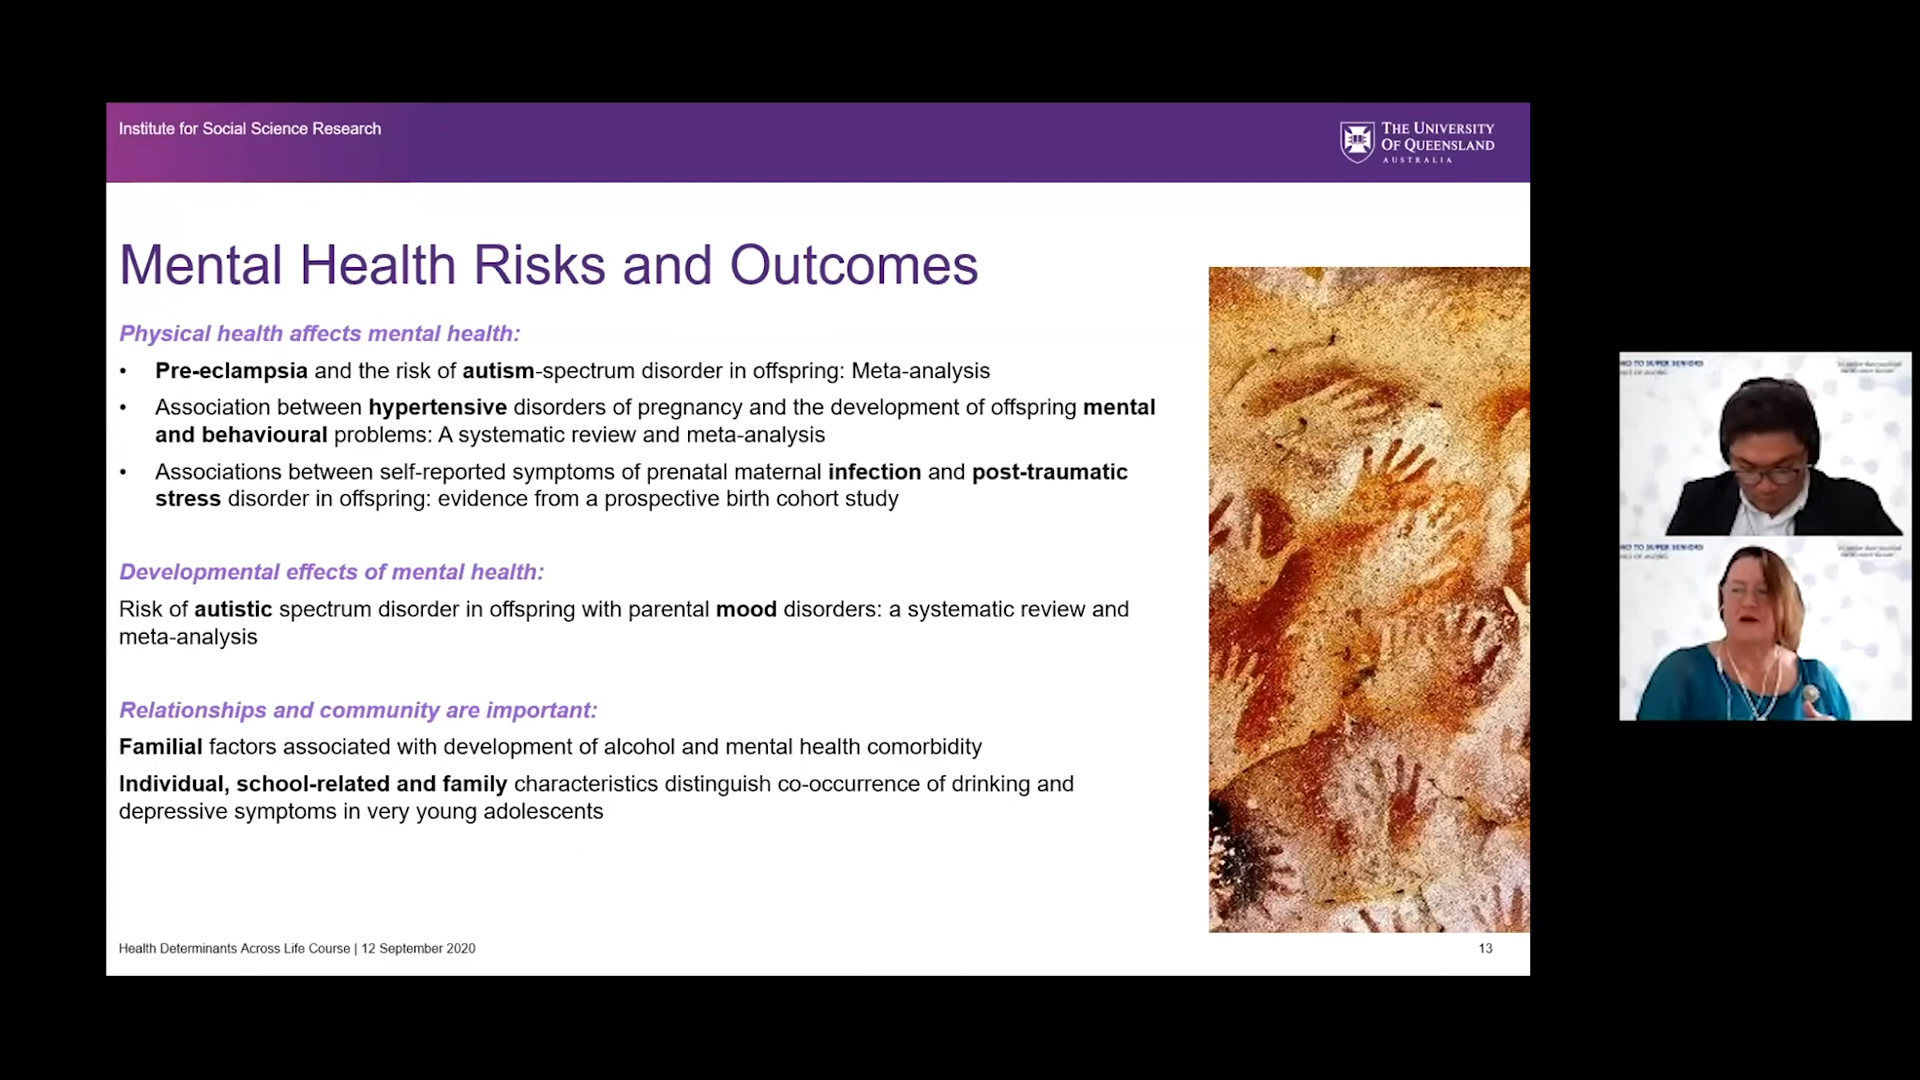 Institute for Social Science Research
THE UNIVERSITY
OF QUEENSLAND
AUSTRALIA
Mental Health Risks and Outcomes
Physical health affects mental health:
• Pre-eclampsia and the risk of autism-spectrum disorder in offspring: Meta-analysis
• Association between hypertensive disorders of pregnancy and the development of offspring mental
and behavioural problems: A systematic review and meta-analysis
• Associations between self-reported symptoms of prenatal maternal infection and post-traumatic
stress disorder in offspring: evidence from a prospective birth cohort study
Developmental effects of mental health:
Risk of autistic spectrum disorder in offspring with parental mood disorders: a systematic review and
meta-analysis
Relationships and community are important:
Familial factors associated with development of alcohol and mental health comorbidity
Individual, school-related and family characteristics distinguish co-occurrence of drinking and
depressive symptoms in very young adolescents
Health Determinants Across Life Course | 12 September 2020
13
TO SUPER SENIORS
TO SUPER SENIORS